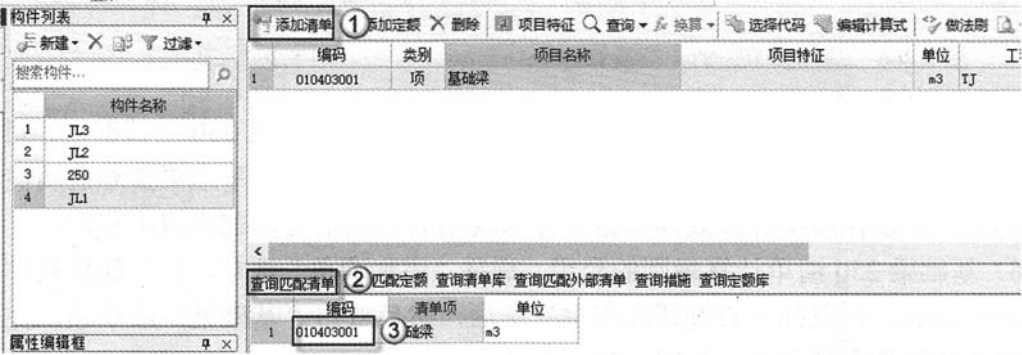 构件列表
新建 过滤
搜索构件...
构件名称
1 JL3
2 JL2
3 250
4 JL1
属性编辑框
添加清单 ① 添加定额 删除 项目特征 查询 换算 选择代码 编辑计算式 做法刷
编码 类别 项目名称 项目特征 单位
1 010403001 项 基础梁 m3 TJ
查询匹配清单 ② 匹配定额 查询清单库 查询匹配外部清单 查询措施 查询定额库
编码 清单项 单位
1 010403001 ③ 础梁 m3